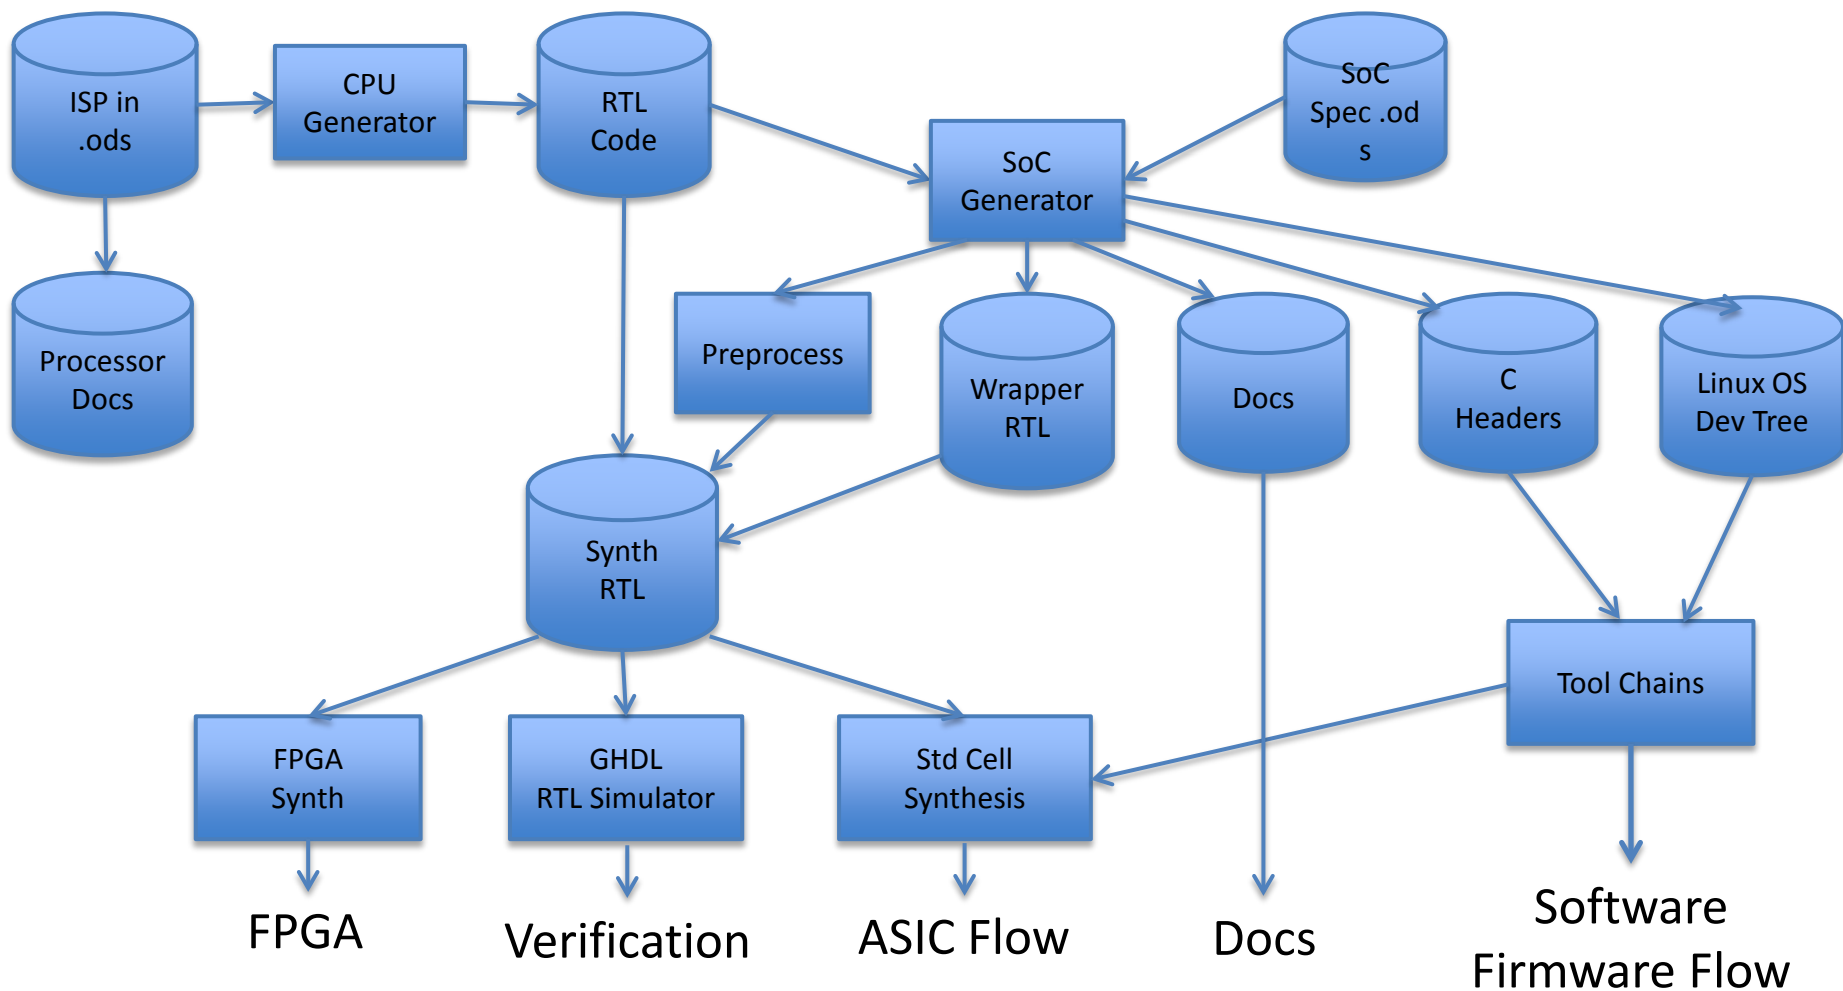 ISP in
.ods
CPU
Generator
RTL
Code
SoC
Spec .od
s
SoC
Generator
Processor
Docs
Preprocess
Wrapper
RTL
Docs
C
Headers
Linux OS
Dev Tree
Synth
RTL
Tool Chains
FPGA
Synth
GHDL
RTL Simulator
Std Cell
Synthesis
FPGA
Verification
ASIC Flow
Docs
Software
Firmware Flow